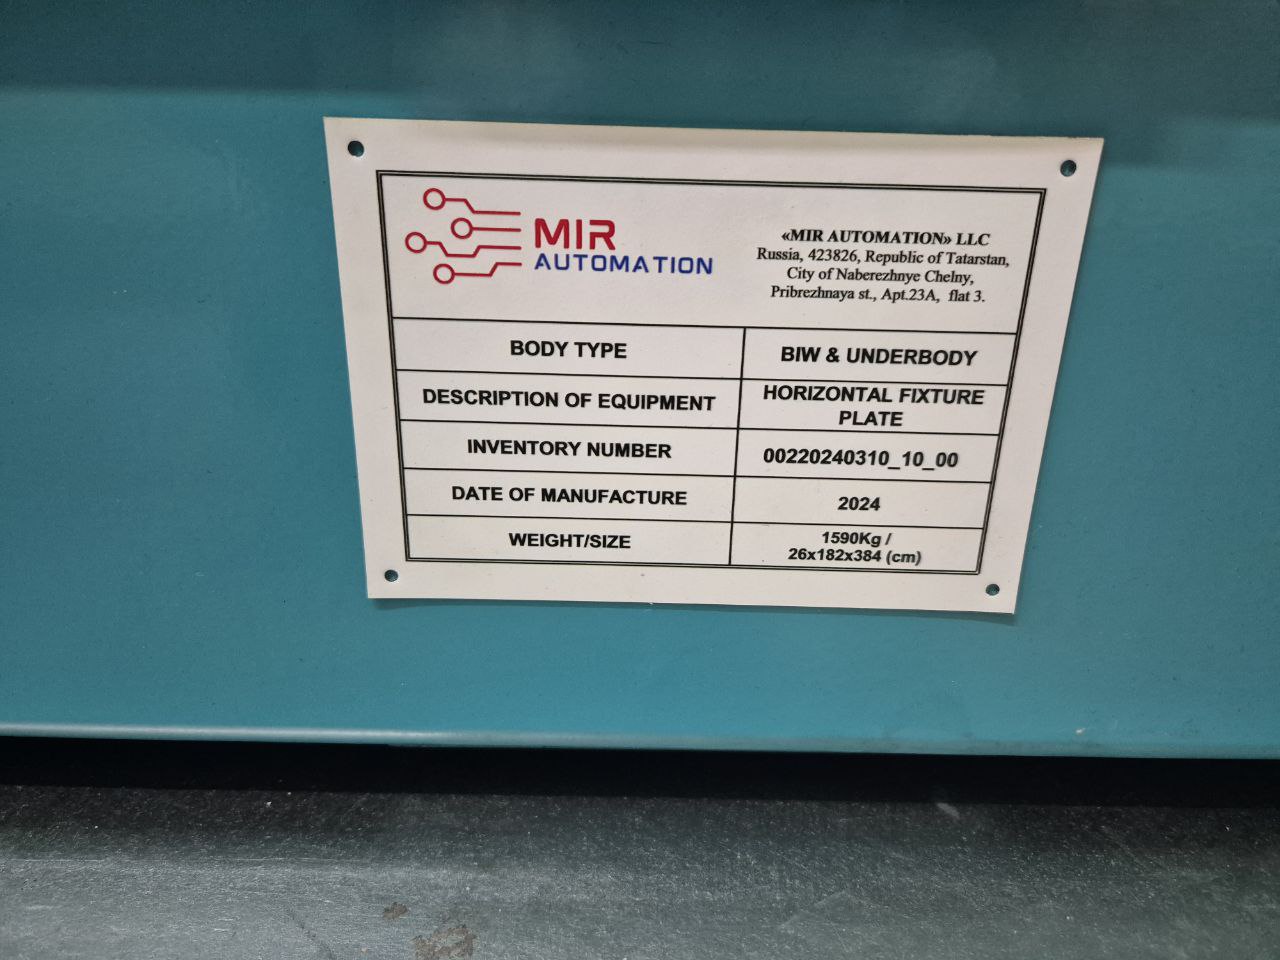 MIR
AUTOMATION
«MIR AUTOMATION» LLC
Russia, 423826, Republic of Tatarstan,
City of Naberezhnye Chelny,
Pribrezhnaya st., Apt.23A, flat 3.
BODY TYPE
BIW & UNDERBODY
DESCRIPTION OF EQUIPMENT
HORIZONTAL FIXTURE
PLATE
INVENTORY NUMBER
00220240310_10_00
DATE OF MANUFACTURE
2024
WEIGHT/SIZE
1590Kg /
26x182x384 (cm)